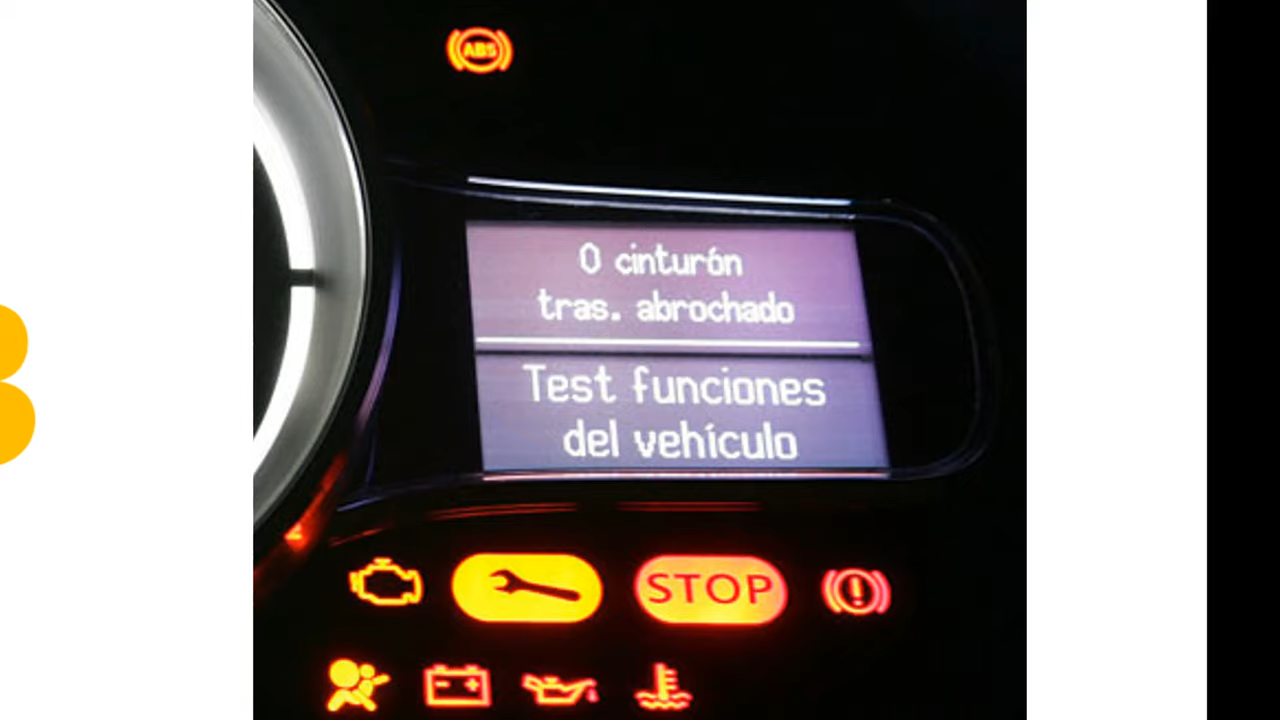 ABS
0 cinturón
tras. abrochado
Test funciones
del vehículo
STOP